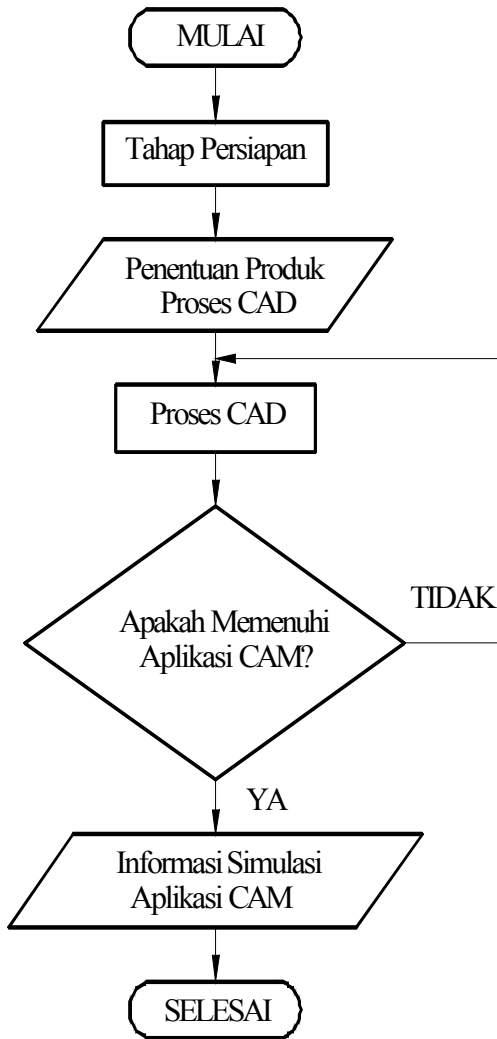 MULAI
Tahap Persiapan
Penentuan Produk
Proses CAD
Proses CAD
Apakah Memenuhi
Aplikasi CAM?
TIDAK
YA
Informasi Simulasi
Aplikasi CAM
SELESAI